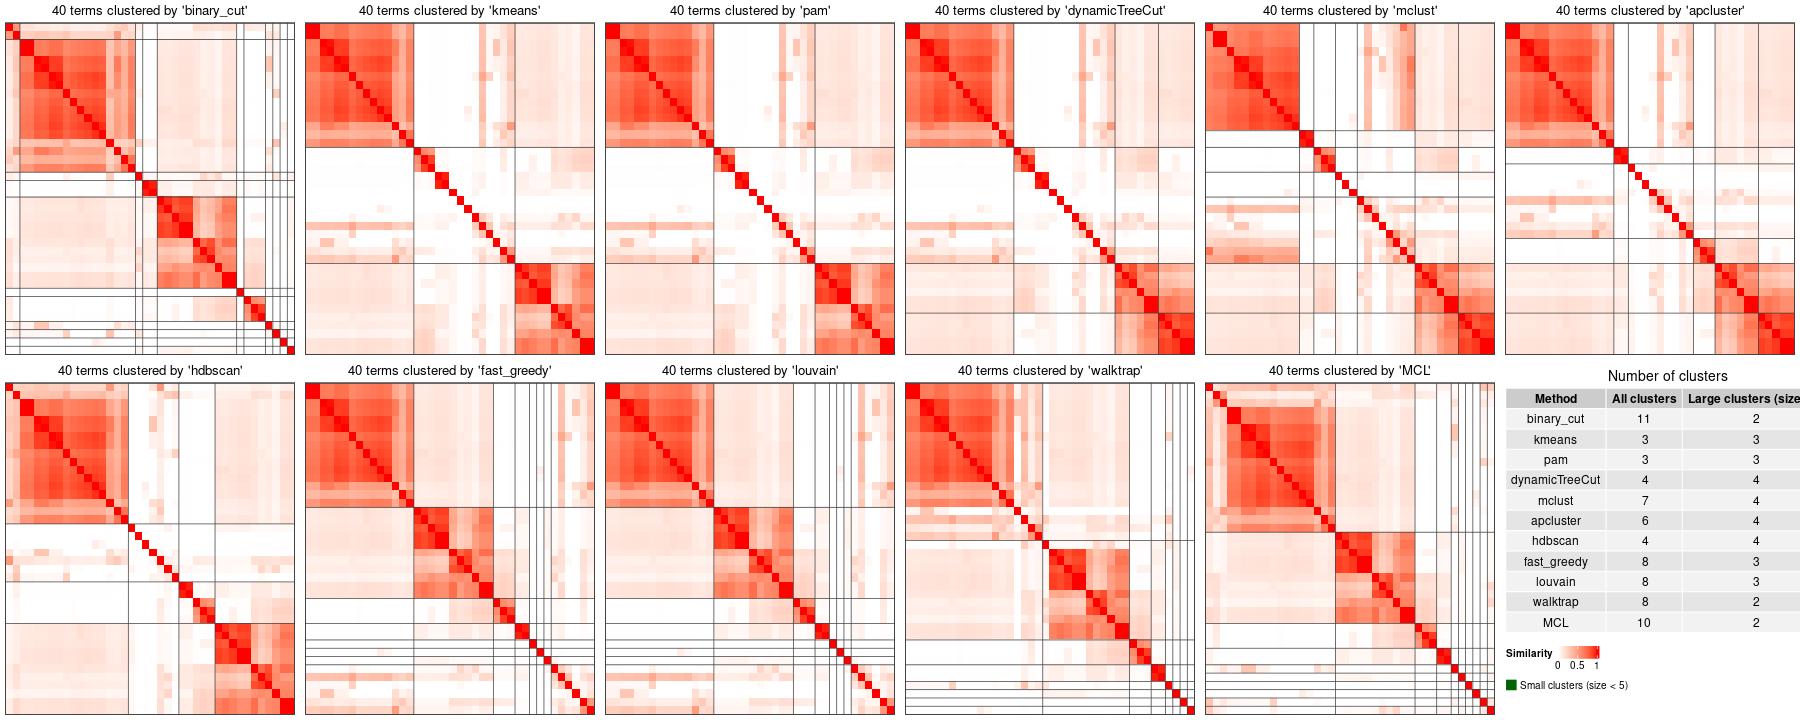 40 terms clustered by 'binary_cut'
40 terms clustered by 'kmeans'
40 terms clustered by 'pam'
40 terms clustered by 'dynamicTreeCut'
40 terms clustered by 'mclust'
40 terms clustered by 'apcluster'
40 terms clustered by 'hdbscan'
40 terms clustered by 'fast_greedy'
40 terms clustered by 'louvain'
40 terms clustered by 'walktrap'
40 terms clustered by 'MCL'
Number of clusters
Method All clusters Large clusters (size
binary_cut 11 2
kmeans 3 3
pam 3 3
dynamicTreeCut 4 4
mclust 7 4
apcluster 6 4
hdbscan 4 4
fast_greedy 8 3
louvain 8 3
walktrap 8 2
MCL 10 2
Similarity
0 0.5 1
Small clusters (size < 5)